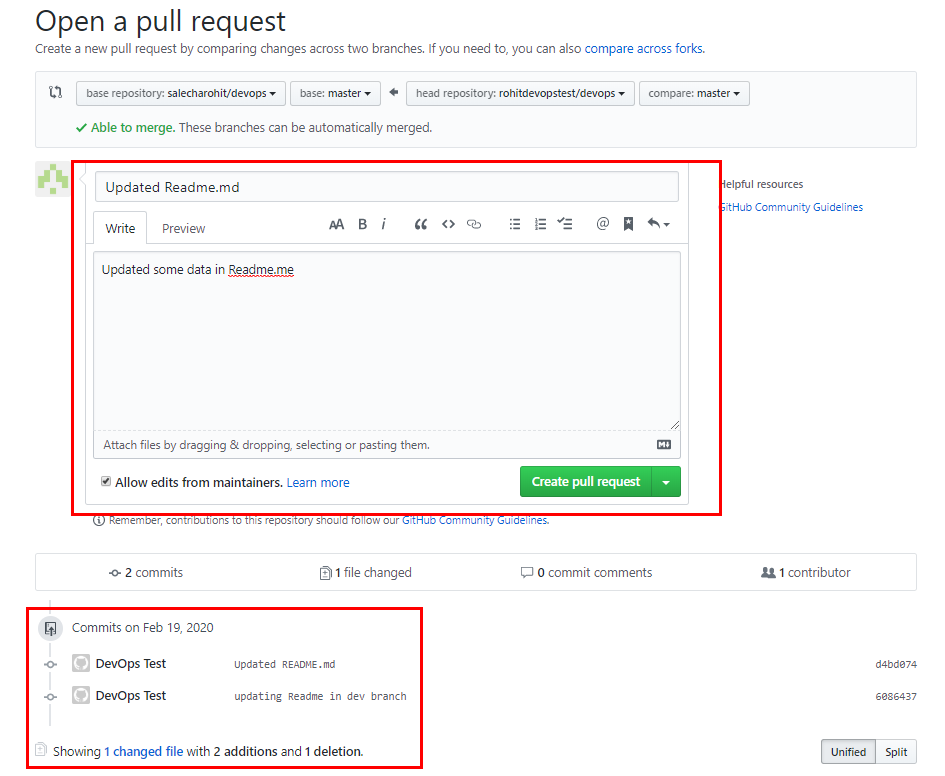 Open a pull request
Create a new pull request by comparing changes across two branches. If you need to, you can also compare across forks.
base repository: salecharohit/devops base: master head repository: rohitdevopstest/devops compare: master
Able to merge. These branches can be automatically merged.
Updated Readme.md
Helpful resources
Write Preview AA B i
GitHub Community Guidelines
Updated some data in Readme.me
Attach files by dragging & dropping, selecting or pasting them.
Allow edits from maintainers. Learn more Create pull request
Remember, contributions to this repository should follow our GitHub Community Guidelines.
2 commits 1 file changed 0 commit comments 1 contributor
Commits on Feb 19, 2020
DevOps Test Updated README.md d4bd074
DevOps Test updating Readme in dev branch 6086437
Showing 1 changed file with 2 additions and 1 deletion. Unified Split